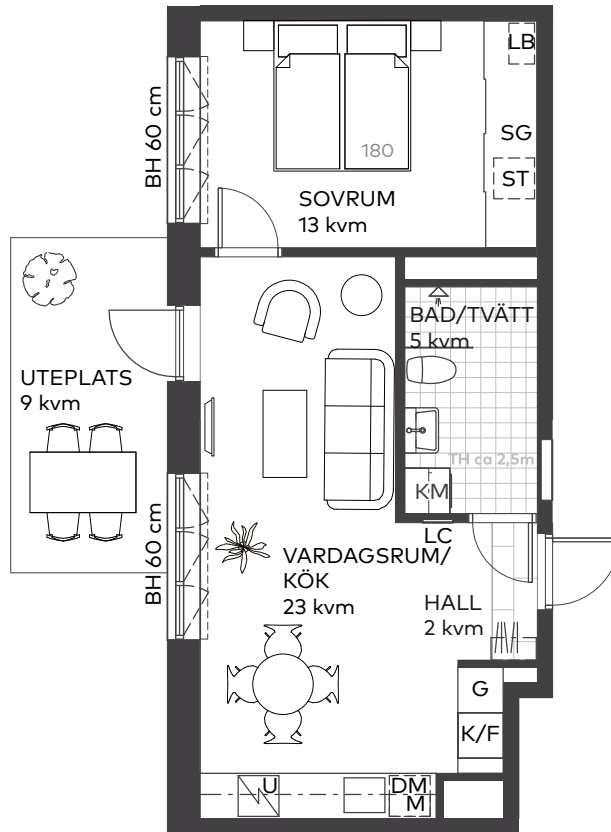 LB
BH 60 cm
SG
180
ST
SOVRUM
13 kvm
BAD/TVÄTT
5 kvm
UTEPLATS
9 kvm
TH ca 2,5m
KM
BH 60 cm
LC
VARDAGSRUM/
KÖK
23 kvm
HALL
2 kvm
G
K/F
U
DM
M